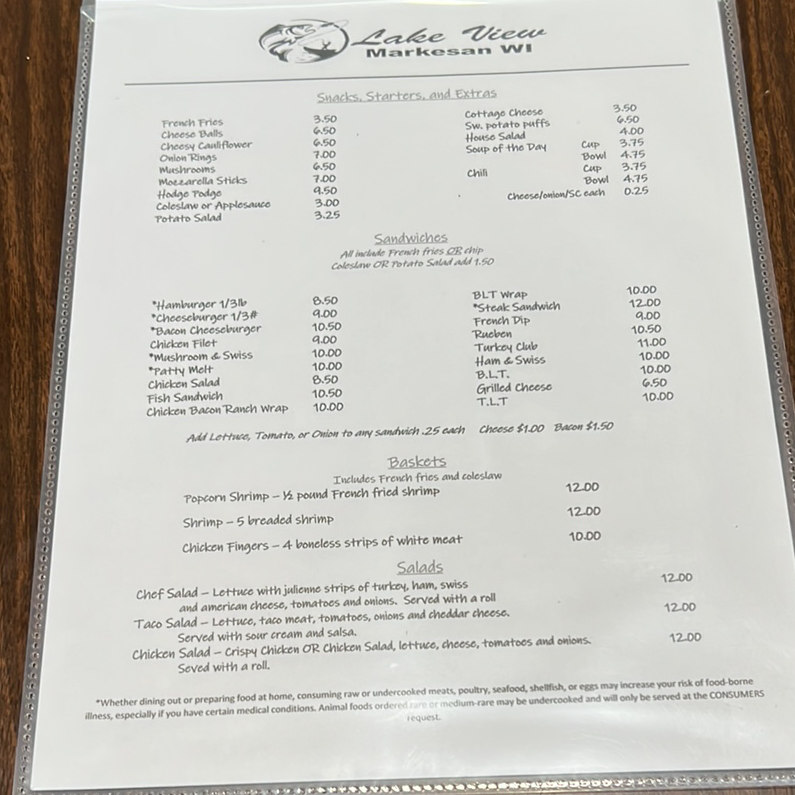 Lake View
Markesan WI
Snacks, Starters, and Extras
French Fries 3.50
Cheese Balls 6.50
Cheesy Cauliflower 6.50
Onion Rings 7.00
Mushrooms 6.50
Mozzarella Sticks 7.00
Hodge Podge 9.50
Coleslaw or Applesauce 3.00
Potato Salad 3.25
Cottage Cheese 3.50
Sw. potato puffs 6.50
House Salad 4.00
Soup of the Day Cup 3.75
Bowl 4.75
Chili Cup 3.75
Bowl 4.75
Cheese/onion/SC each 0.25
Sandwiches
All include French fries OR chip
Coleslaw OR Potato Salad add 1.50
*Hamburger 1/3lb 8.50
*Cheeseburger 1/3# 9.00
*Bacon Cheeseburger 10.50
Chicken Filet 9.00
*Mushroom & Swiss 10.00
*Patty Melt 10.00
Chicken Salad 8.50
Fish Sandwich 10.50
Chicken Bacon Ranch Wrap 10.00
BLT Wrap 10.00
*Steak Sandwich 12.00
French Dip 9.00
Rueben 10.50
Turkey Club 11.00
Ham & Swiss 10.00
B.L.T. 10.00
Grilled Cheese 6.50
T.L.T 10.00
Add Lettuce, Tomato, or Onion to any sandwich .25 each Cheese $1.00 Bacon $1.50
Baskets
Includes French fries and coleslaw
Popcorn Shrimp – ½ pound French fried shrimp 12.00
Shrimp – 5 breaded shrimp 12.00
Chicken Fingers – 4 boneless strips of white meat 10.00
Salads
Chef Salad – Lettuce with julienne strips of turkey, ham, swiss 12.00
and american cheese, tomatoes and onions. Served with a roll
Taco Salad – Lettuce, taco meat, tomatoes, onions and cheddar cheese. 12.00
Served with sour cream and salsa.
Chicken Salad – Crispy Chicken OR Chicken Salad, lettuce, cheese, tomatoes and onions. 12.00
Seved with a roll.
*Whether dining out or preparing food at home, consuming raw or undercooked meats, poultry, seafood, shellfish, or eggs may increase your risk of food-borne
illness, especially if you have certain medical conditions. Animal foods ordered rare or medium-rare may be undercooked and will only be served at the CONSUMERS
request.